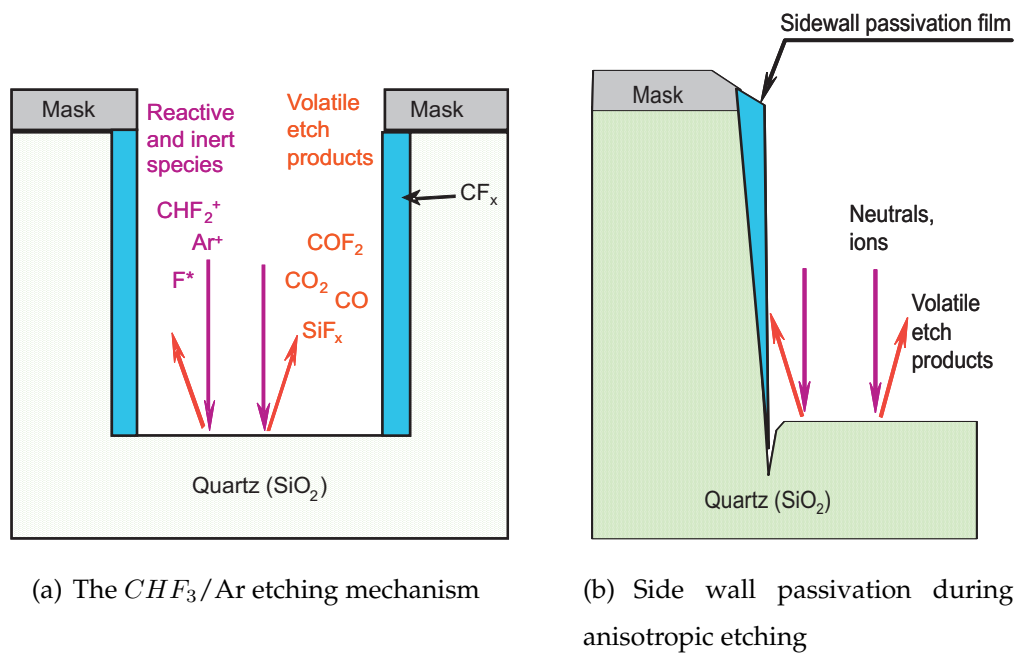 Sidewall passivation film
Mask
Reactive
and inert
species
Volatile
etch
products
Mask
CFₓ
CHF₂⁺
Ar⁺
F*
COF₂
CO₂
CO
SiFₓ
Quartz (SiO₂)
Mask
Neutrals,
ions
Volatile
etch
products
Quartz (SiO₂)
(a) The CHF₃/Ar etching mechanism
(b) Side wall passivation during
anisotropic etching